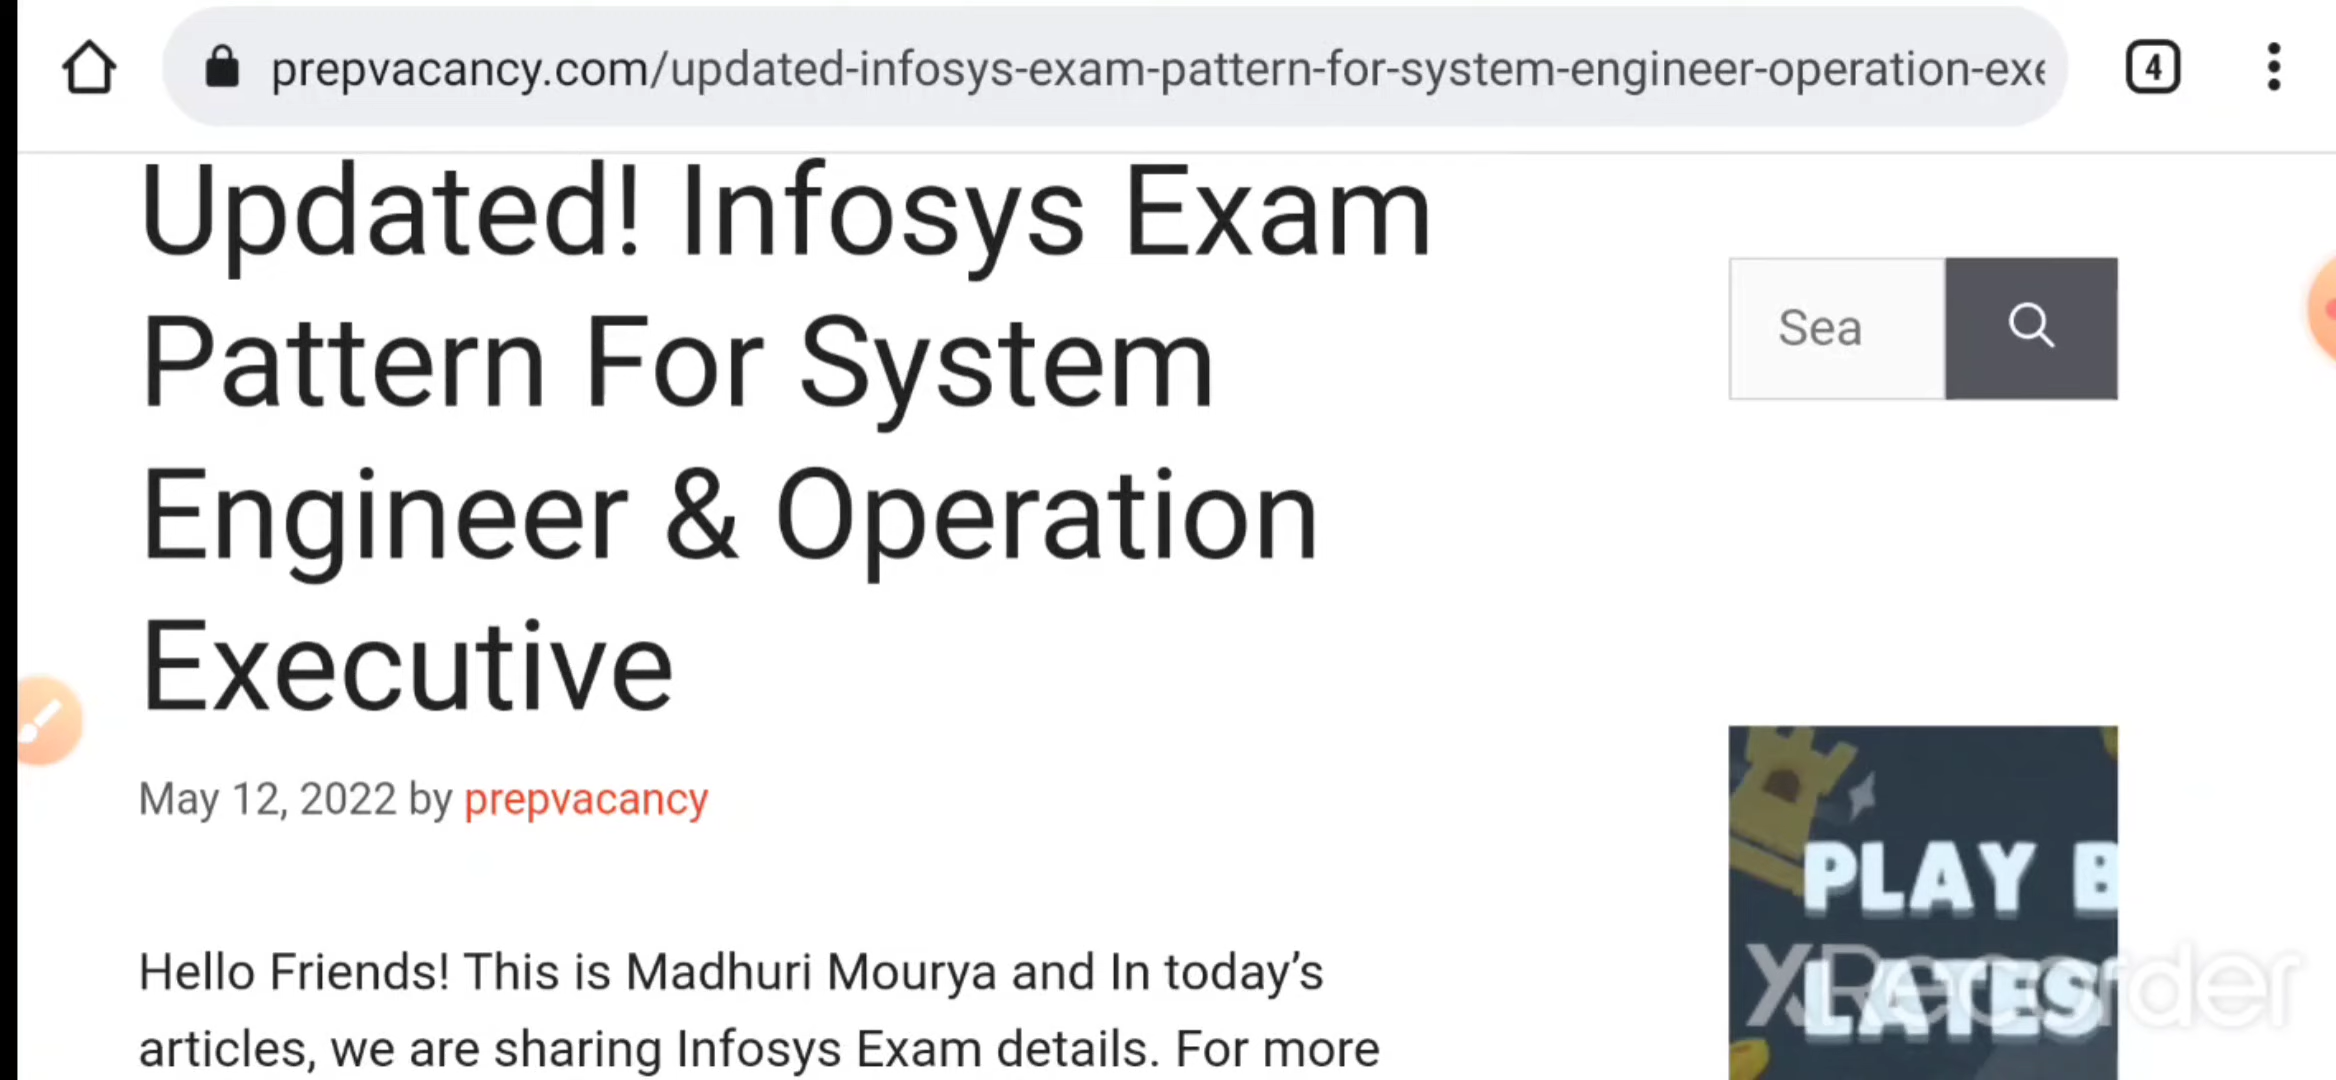 prepvacancy.com/updated-infosys-exam-pattern-for-system-engineer-operation-exe
4
Updated! Infosys Exam
Pattern For System
Engineer & Operation
Executive
Sea
May 12, 2022 by prepvacancy
Hello Friends! This is Madhuri Mourya and In today’s
articles, we are sharing Infosys Exam details. For more
PLAY B
LATES
XRecorder